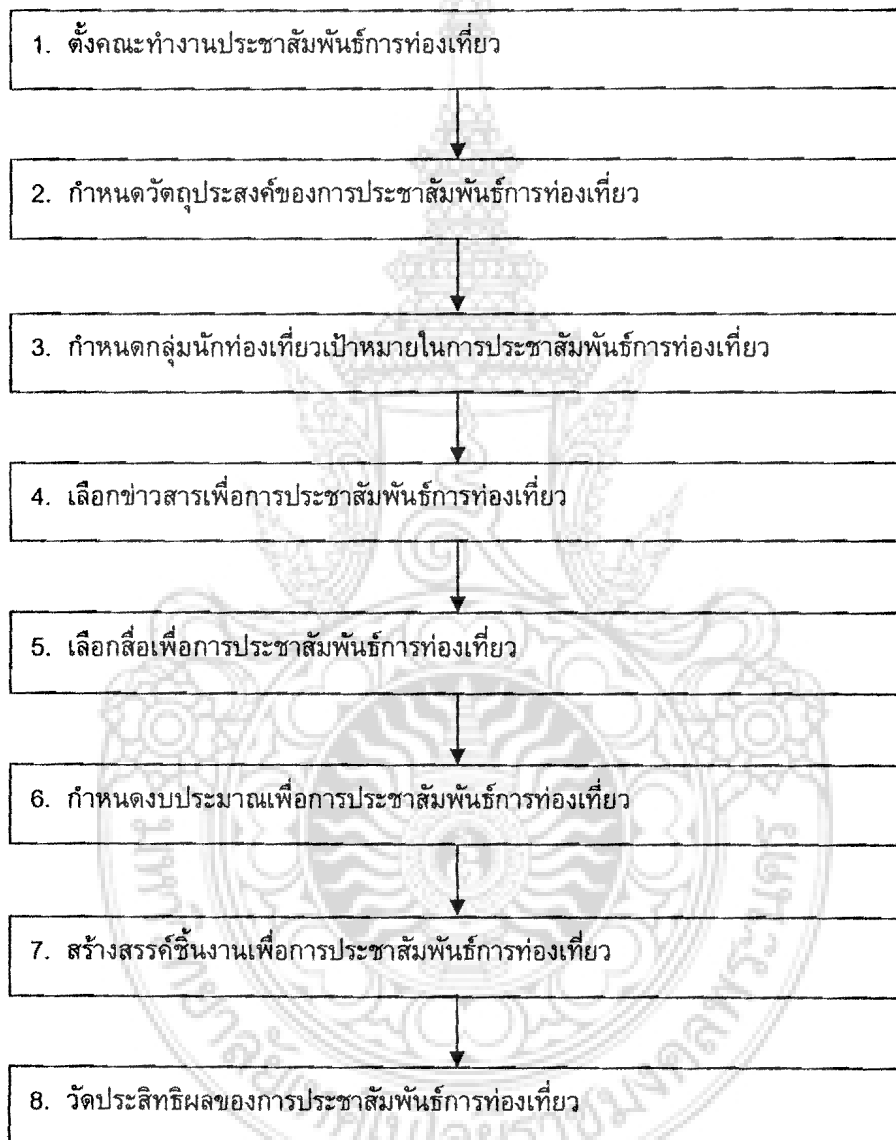 1. ตั้งคณะทำงานประชาสัมพันธ์การท่องเที่ยว
2. กำหนดวัตถุประสงค์ของการประชาสัมพันธ์การท่องเที่ยว
3. กำหนดกลุ่มนักท่องเที่ยวเป้าหมายในการประชาสัมพันธ์การท่องเที่ยว
4. เลือกข่าวสารเพื่อการประชาสัมพันธ์การท่องเที่ยว
5. เลือกสื่อเพื่อการประชาสัมพันธ์การท่องเที่ยว
6. กำหนดงบประมาณเพื่อการประชาสัมพันธ์การท่องเที่ยว
7. สร้างสรรค์ชิ้นงานเพื่อการประชาสัมพันธ์การท่องเที่ยว
8. วัดประสิทธิผลของการประชาสัมพันธ์การท่องเที่ยว